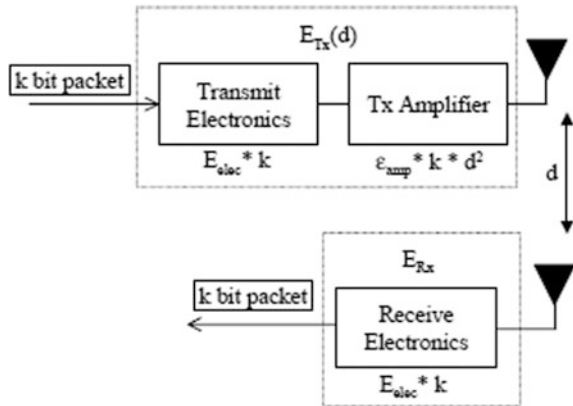 E_Tx(d)
k bit packet
Transmit
Electronics
Tx Amplifier
E_elec* k
ε_amp* k * d²
d
E_Rx
k bit packet
Receive
Electronics
E_elec* k